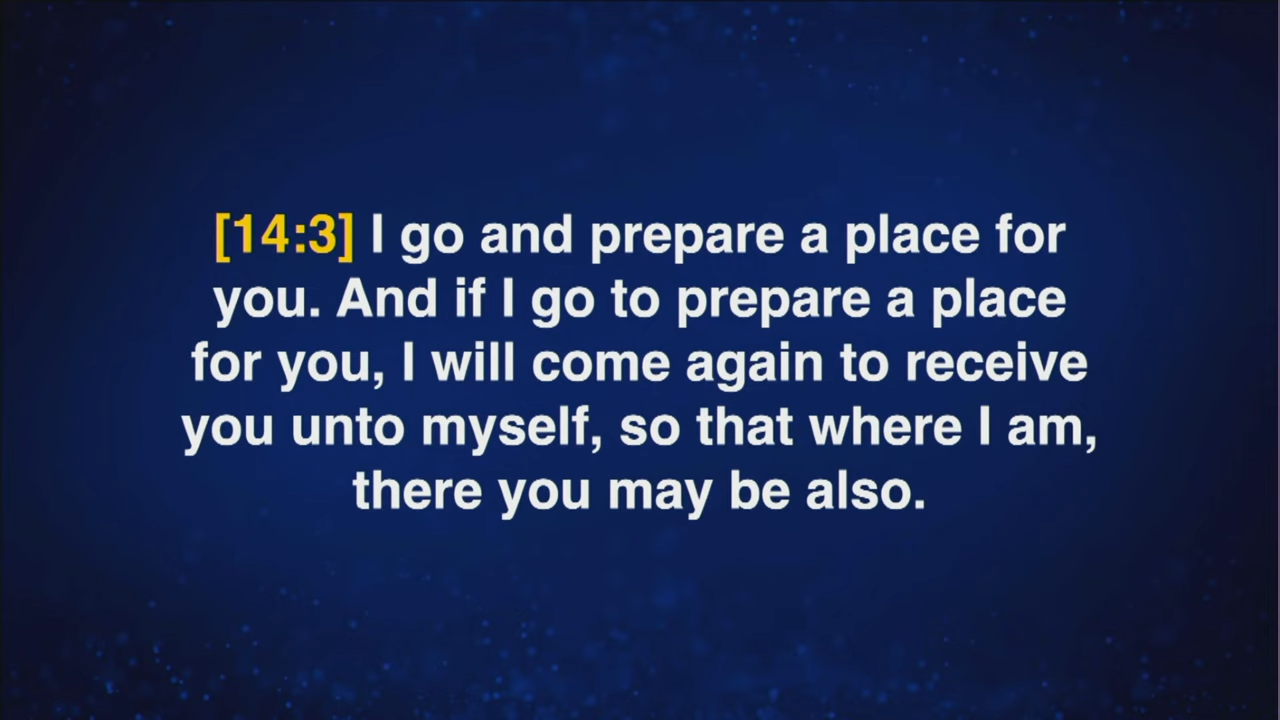 [14:3] I go and prepare a place for
you. And if I go to prepare a place
for you, I will come again to receive
you unto myself, so that where I am,
there you may be also.